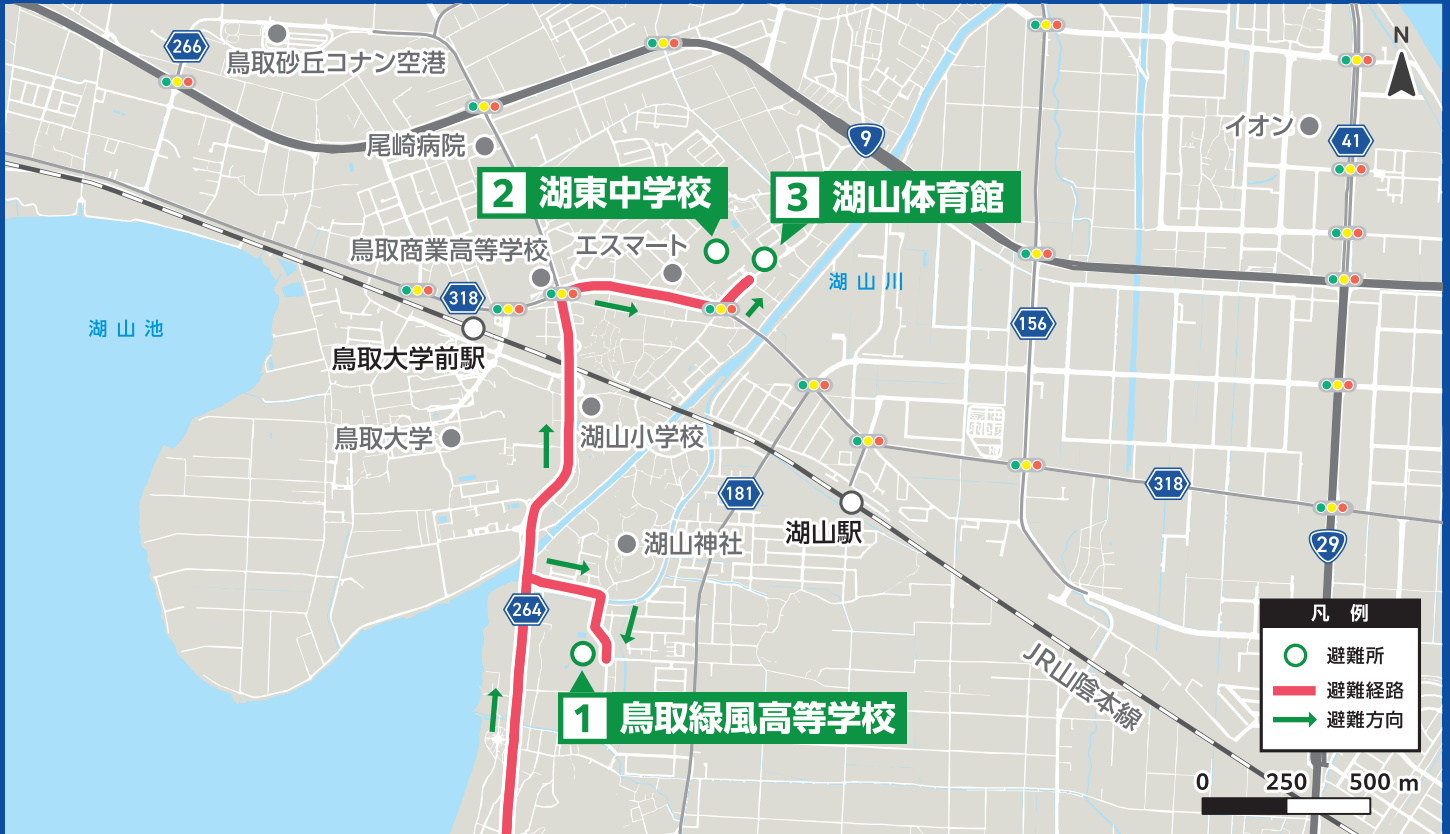 266
鳥取砂丘コナン空港
N
9
イオン
41
尾崎病院
2 湖東中学校
3 湖山体育館
鳥取商業高等学校
エスマート
湖山川
318
湖山池
156
鳥取大学前駅
鳥取大学
湖山小学校
181
318
湖山駅
湖山神社
29
264
凡例
避難所
避難経路
避難方向
JR山陰本線
1 鳥取緑風高等学校
0 250 500 m